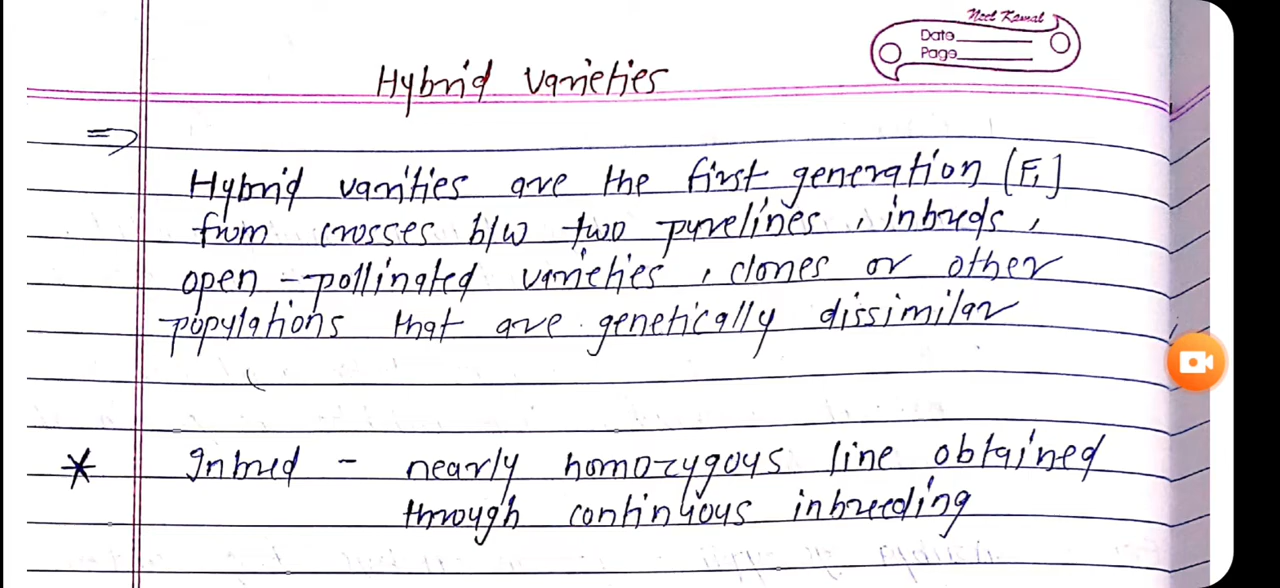 Neel Kamal
Date
Page
Hybrid varieties
⇒
Hybrid varities are the first generation (F1)
from crosses b/w two purelines, inbreds,
open-pollinated varieties, clones or other
populations that are genetically dissimilar
* Inbred - nearly homozygous line obtained
through continuous inbreeding